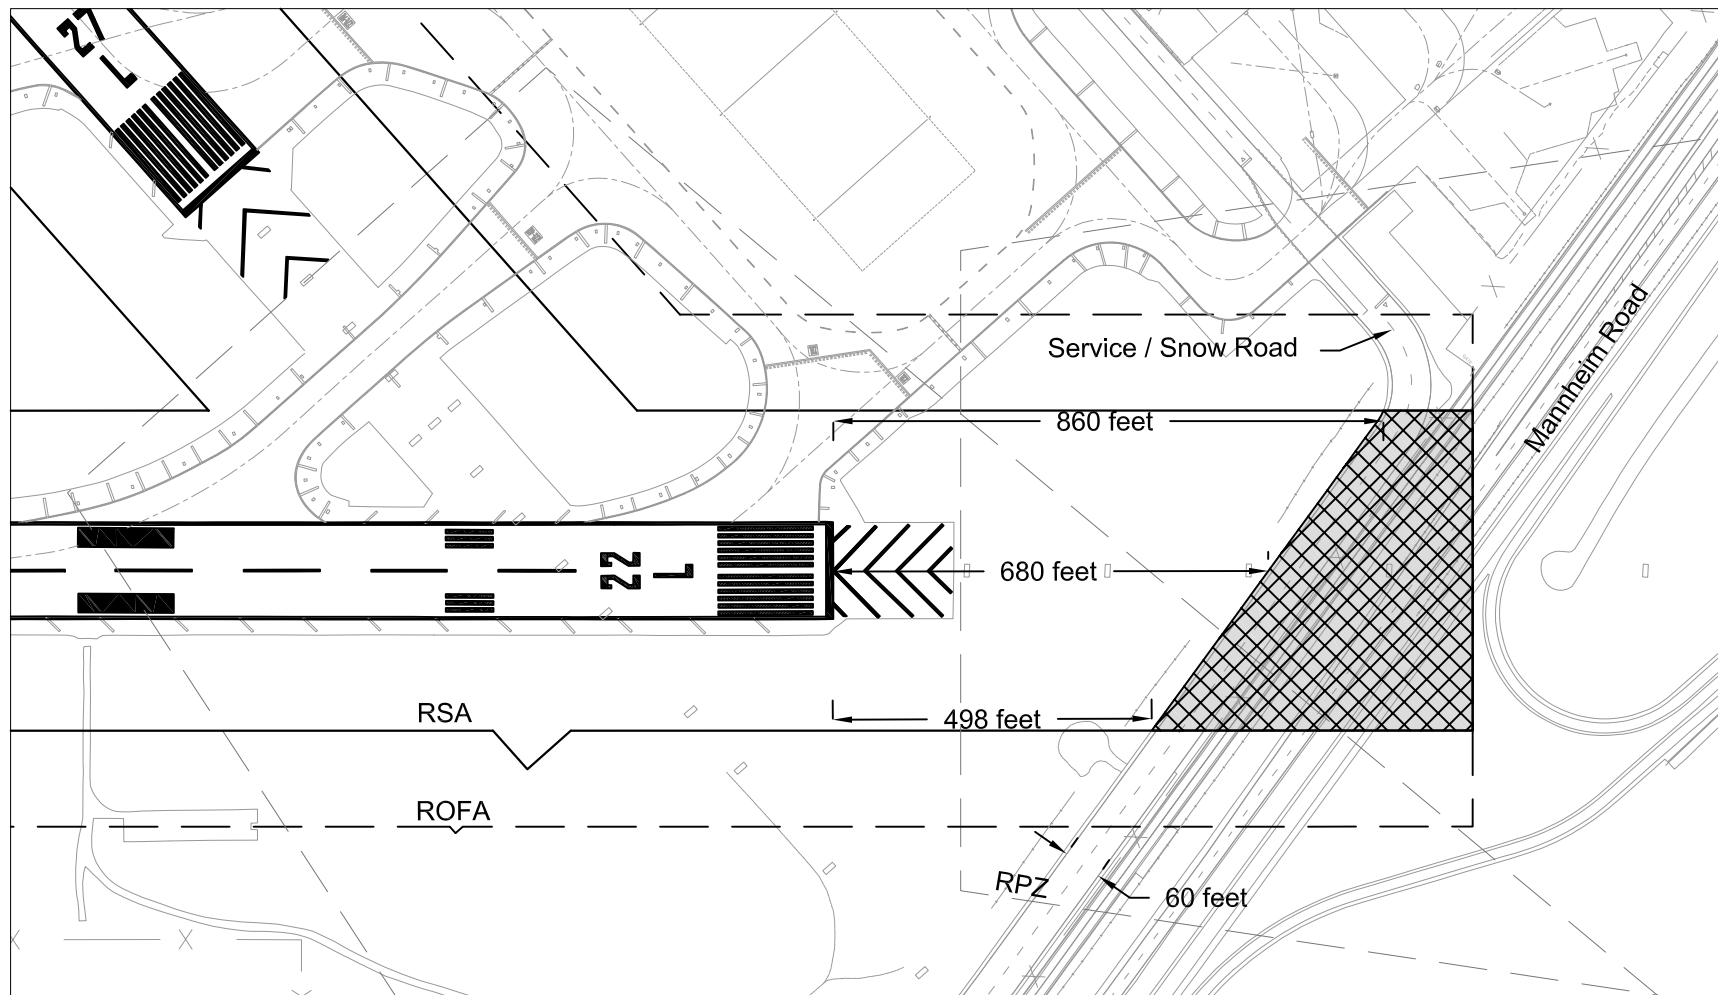 27
L
Service / Snow Road
Mannheim Road
860 feet
22
L
680 feet
RSA
498 feet
ROFA
RPZ
60 feet